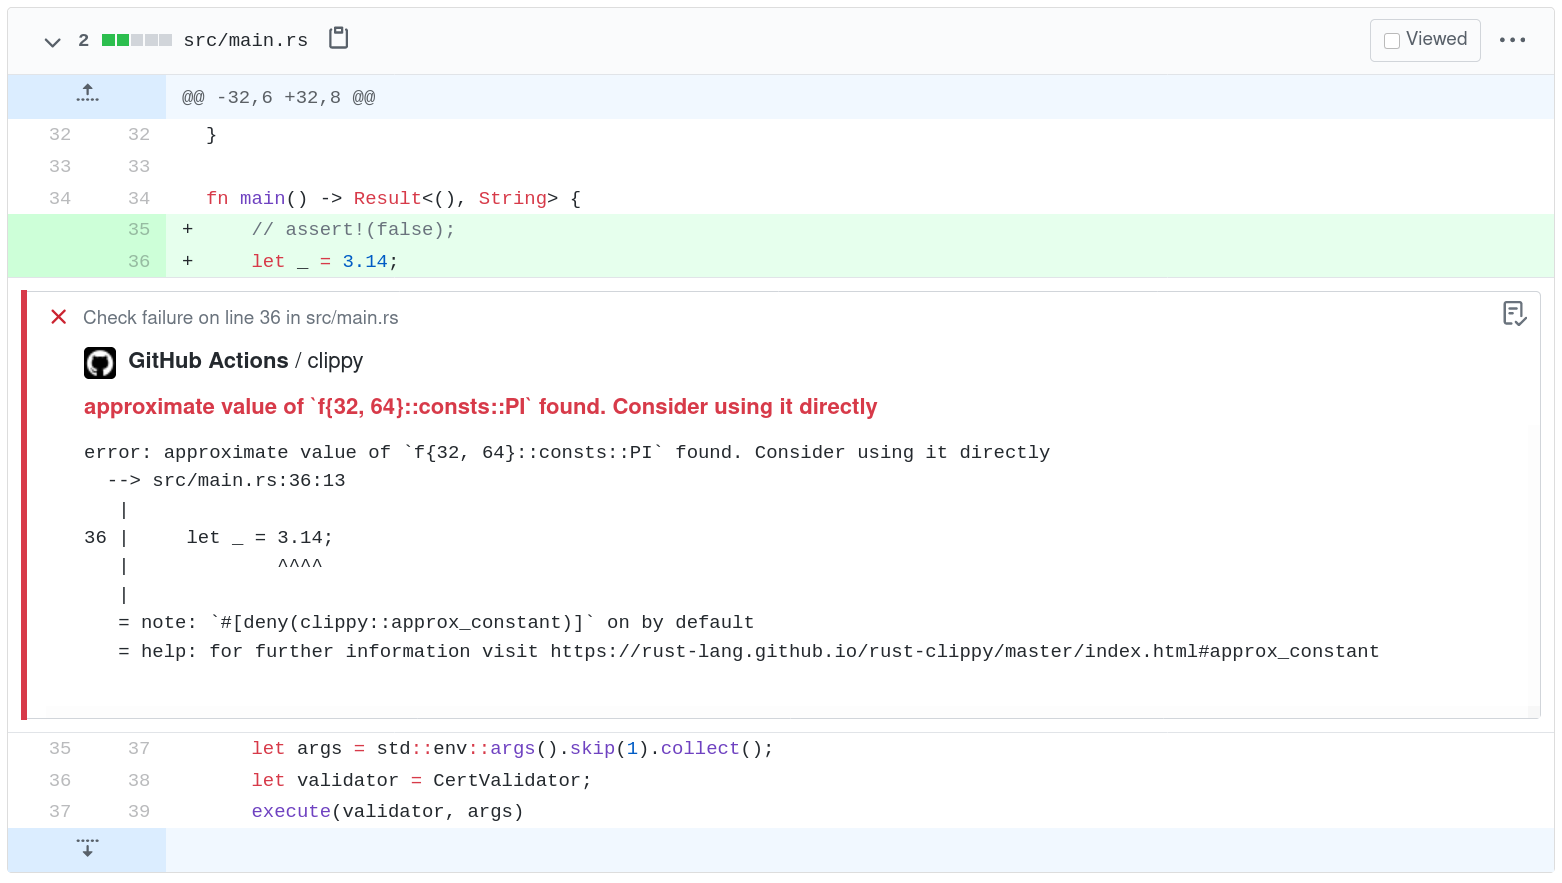 2 src/main.rs Viewed
@@ -32,6 +32,8 @@
32 32 }
33 33
34 34 fn main() -> Result<(), String> {
35 + // assert!(false);
36 + let _ = 3.14;
Check failure on line 36 in src/main.rs
GitHub Actions / clippy
approximate value of `f{32, 64}::consts::PI` found. Consider using it directly
error: approximate value of `f{32, 64}::consts::PI` found. Consider using it directly
--> src/main.rs:36:13
|
36 | let _ = 3.14;
| ^^^^
|
= note: `#[deny(clippy::approx_constant)]` on by default
= help: for further information visit https://rust-lang.github.io/rust-clippy/master/index.html#approx_constant
35 37 let args = std::env::args().skip(1).collect();
36 38 let validator = CertValidator;
37 39 execute(validator, args)